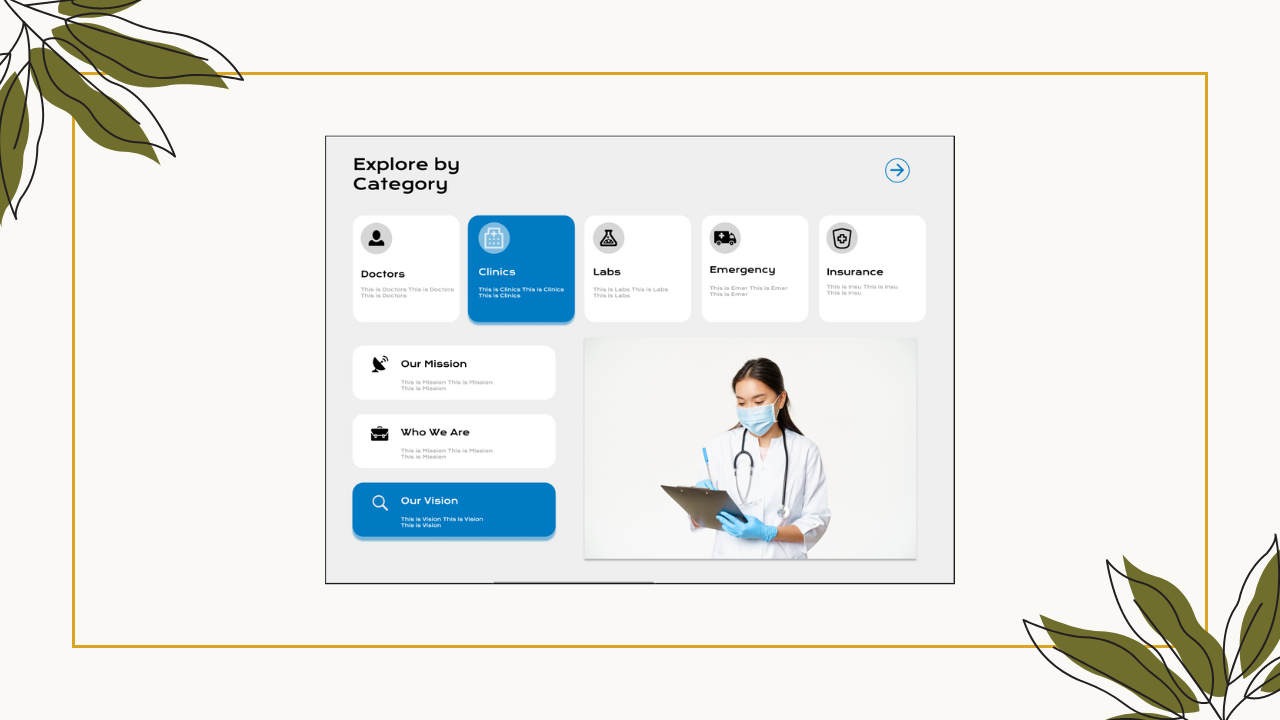 Explore by
Category
Doctors
This is Doctors This is Doctors
This is Doctors
Clinics
This is Clinics This is Clinics
This is Clinics
Labs
This is Labs This is Labs
This is Labs
Emergency
This is Emer This is Emer
This is Emer
Insurance
This is Insu This is Insu
This is Insu
Our Mission
This is Mission This is Mission
This is Mission
Who We Are
This is Mission This is Mission
This is Mission
Our Vision
This is Vision This is Vision
This is Vision